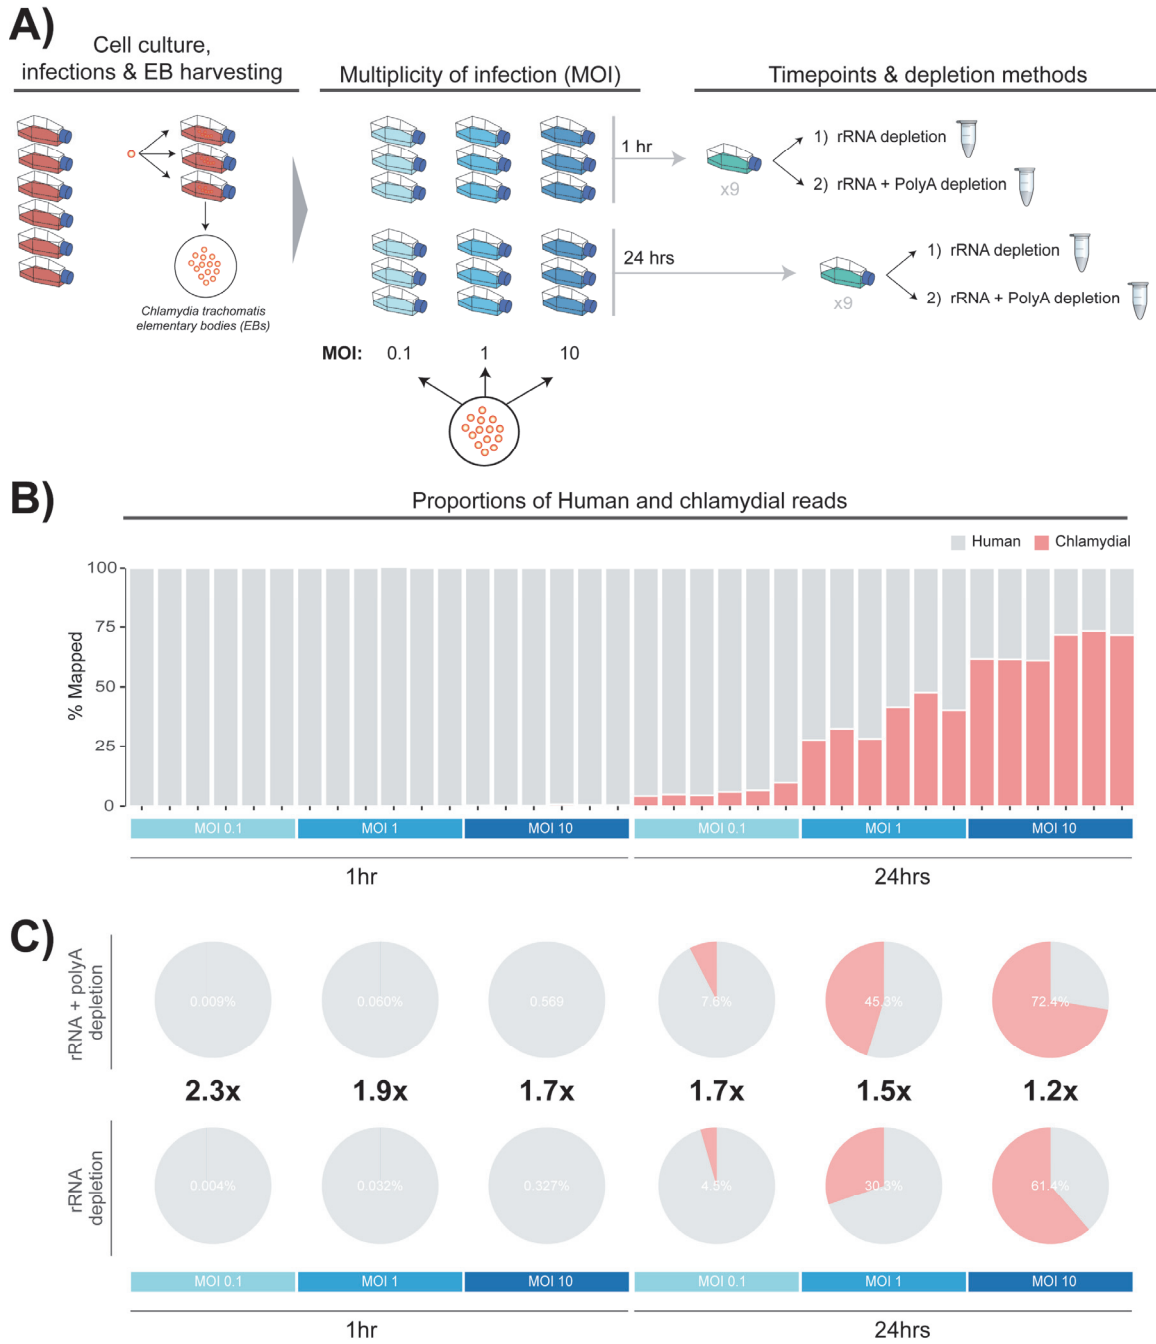 A)
Cell culture,
infections & EB harvesting
Multiplicity of infection (MOI)
Timepoints & depletion methods
1 hr
x9
1) rRNA depletion
2) rRNA + PolyA depletion
24 hrs
x9
1) rRNA depletion
2) rRNA + PolyA depletion
Chlamydia trachomatis
elementary bodies (EBs)
MOI: 0.1 1 10
B)
Proportions of Human and chlamydial reads
Human Chlamydial
% Mapped
100
75
50
25
0
MOI 0.1 MOI 1 MOI 10 MOI 0.1 MOI 1 MOI 10
1hr 24hrs
C)
rRNA + polyA
depletion
0.009% 0.060% 0.569 7.6% 45.3% 72.4%
2.3x 1.9x 1.7x 1.7x 1.5x 1.2x
rRNA
depletion
0.004% 0.032% 0.327% 4.5% 30.3% 61.4%
MOI 0.1 MOI 1 MOI 10 MOI 0.1 MOI 1 MOI 10
1hr 24hrs